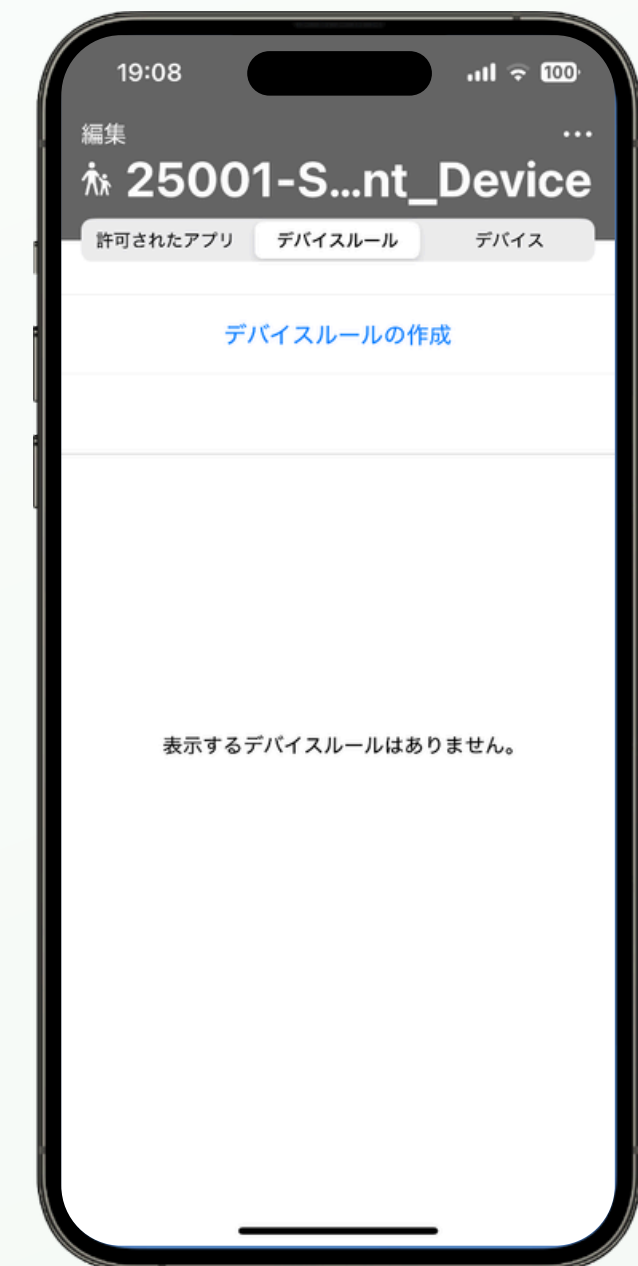 19:08
100
編集
25001-S...nt_Device
許可されたアプリ デバイスルール デバイス
デバイスルールの作成
表示するデバイスルールはありません。